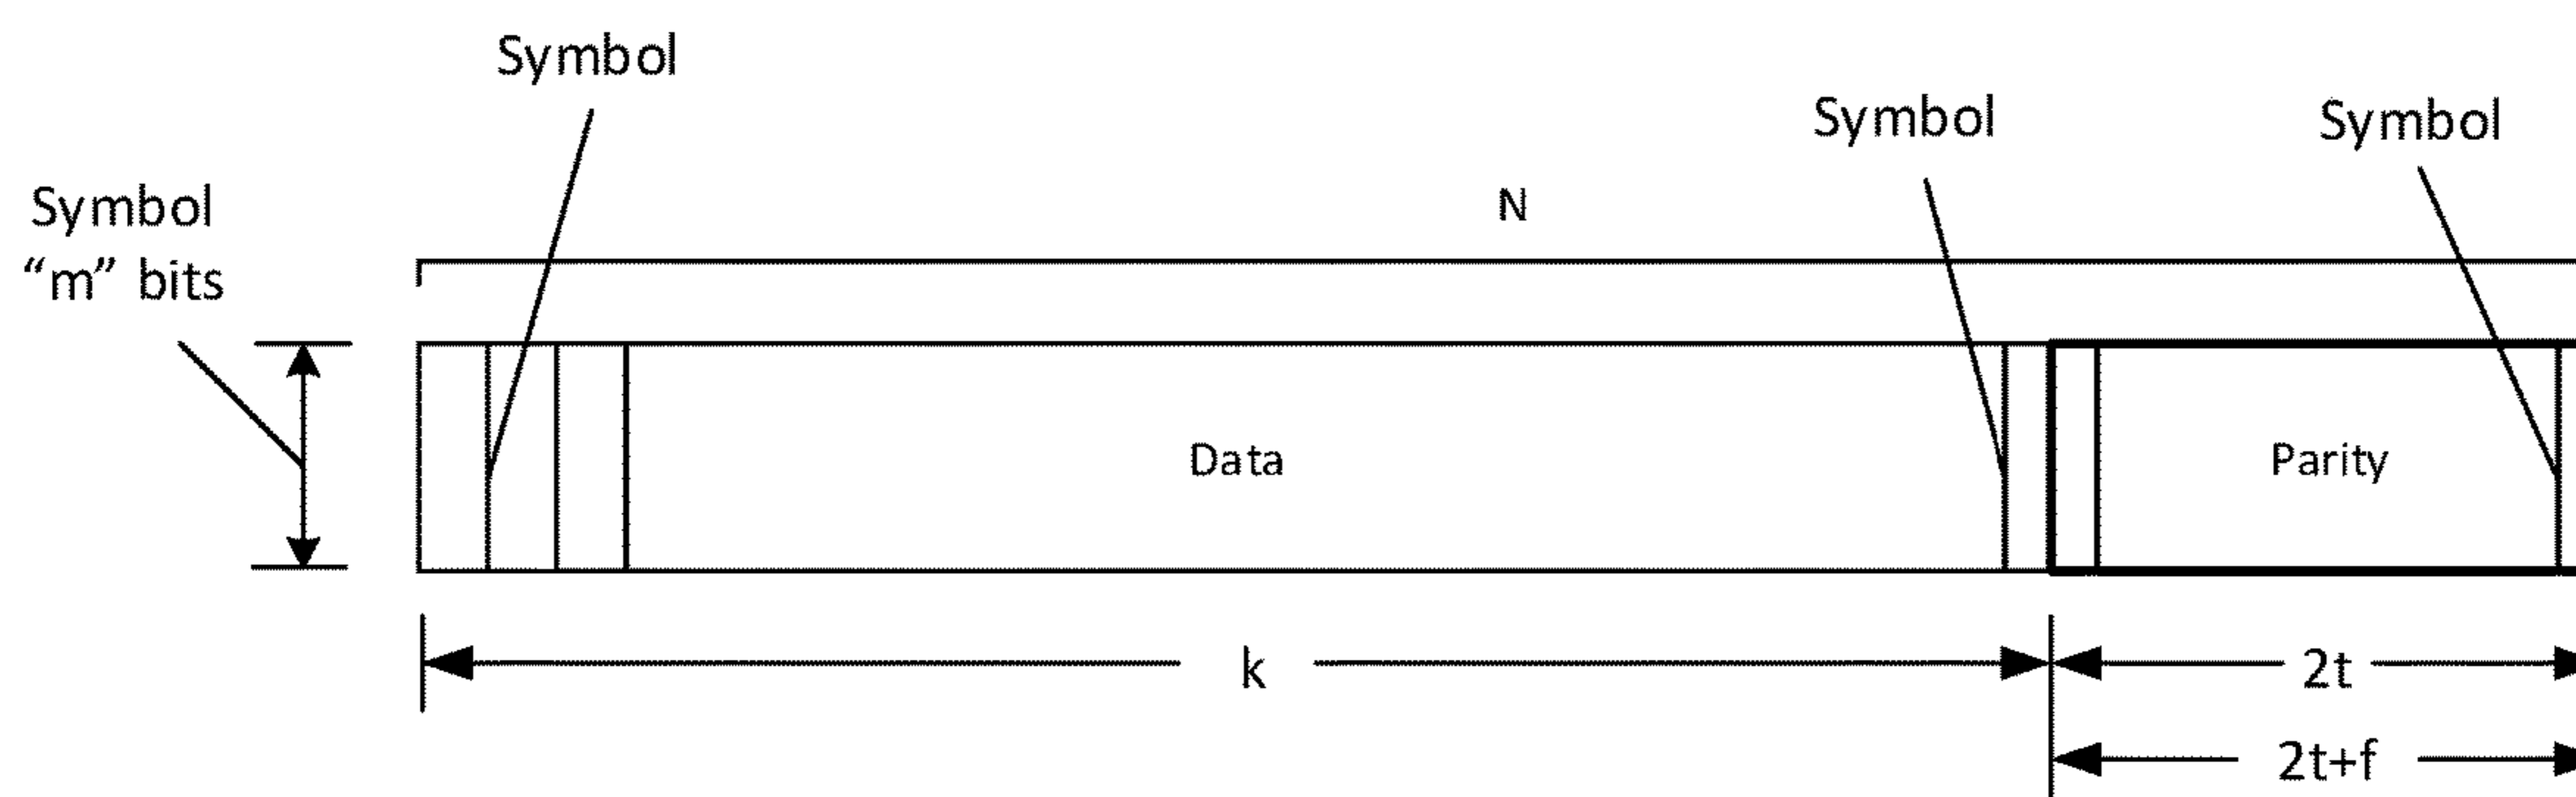 Symbol
Symbol
Symbol
Symbol
“m” bits
N
Data
Parity
k
2t
2t+f